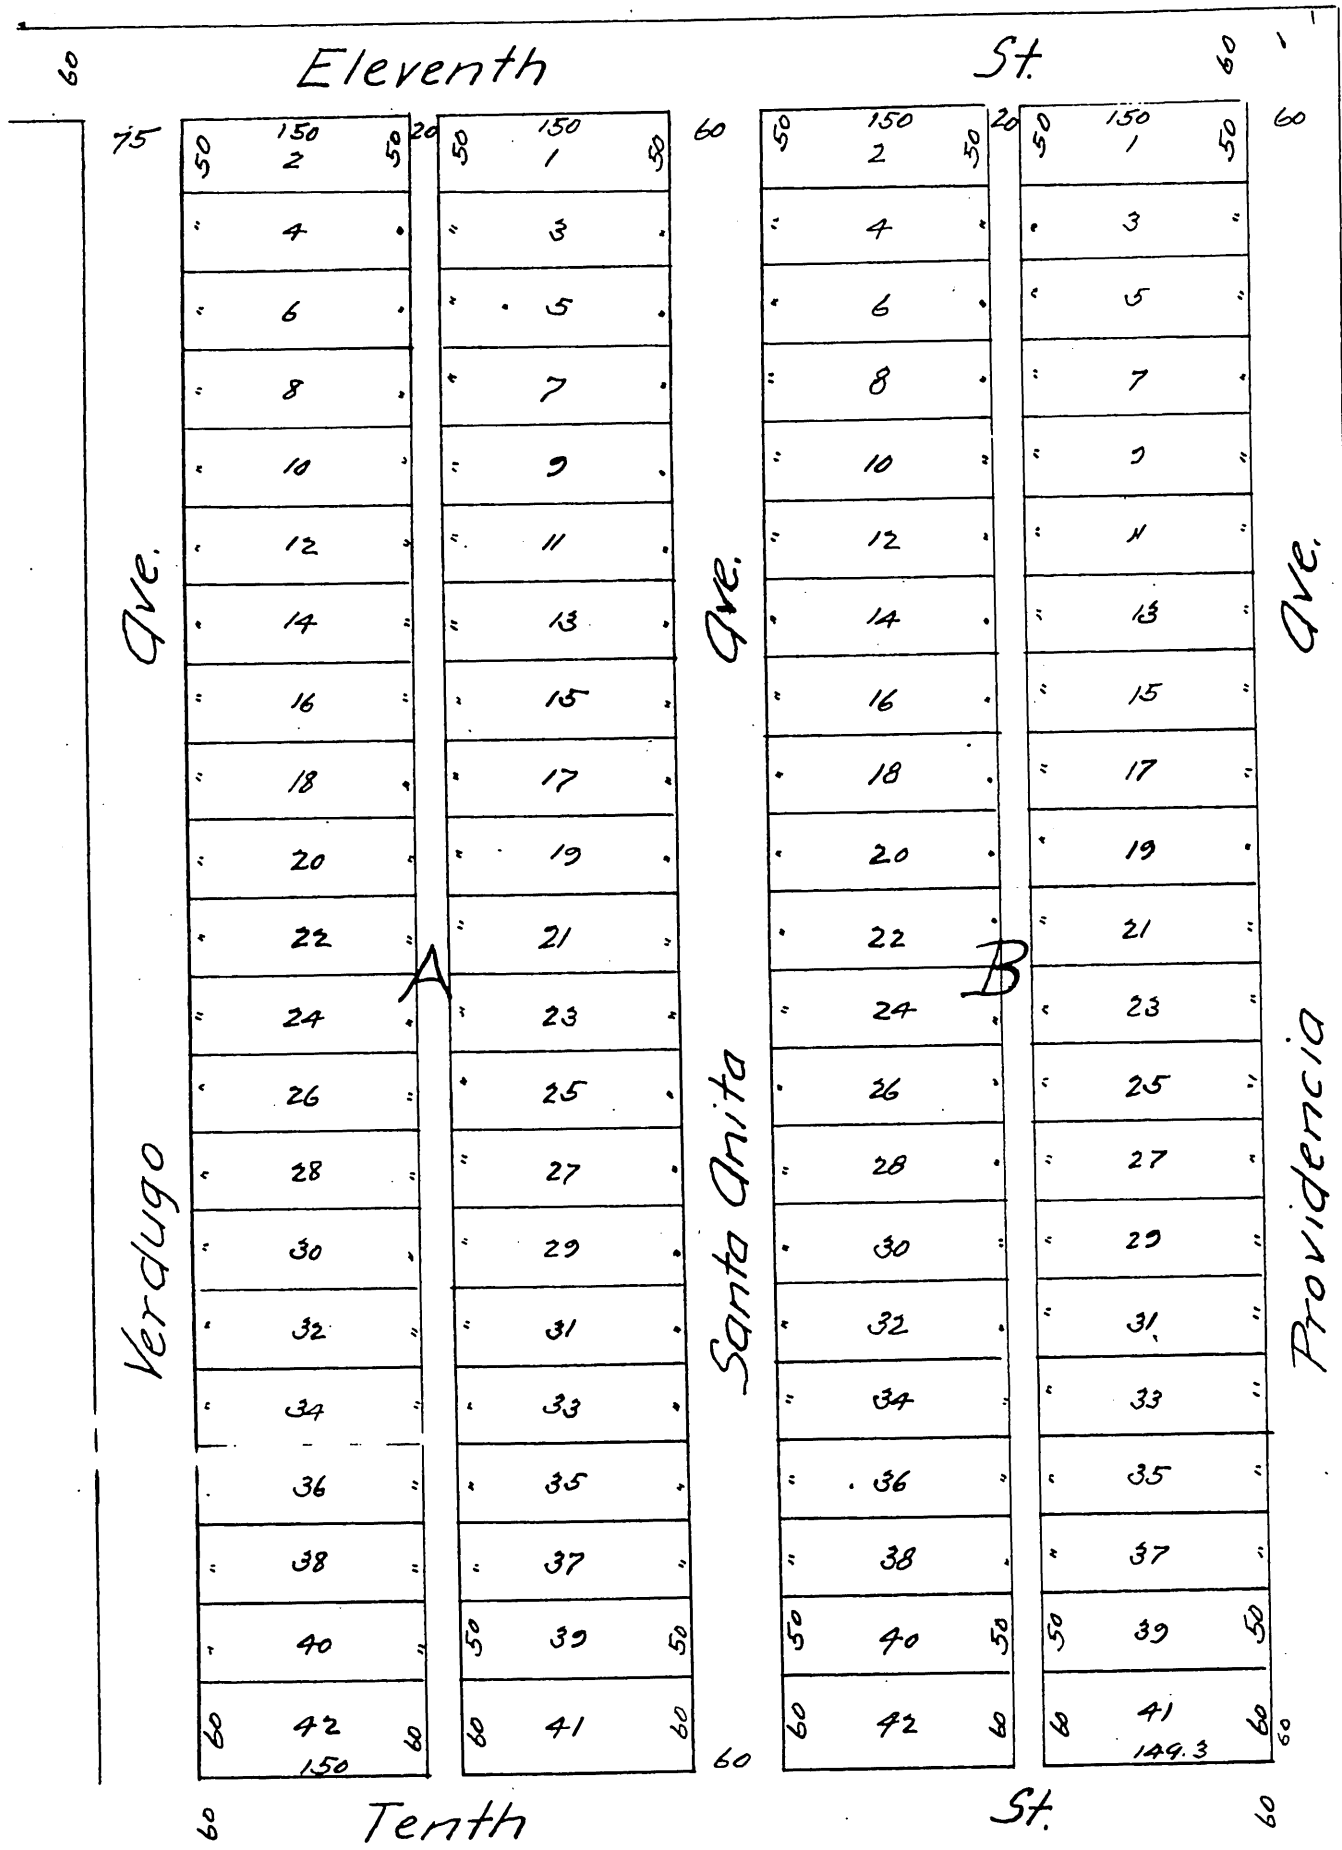 60 Eleventh St. 60
75 150 20 150 60 150 20 150 60
50 2 50 50 1 50 50 2 50 50 1 50
" 4 " " 3 " " 4 " " 3 "
" 6 " " 5 " " 6 " " 5 "
" 8 " " 7 " " 8 " " 7 "
" 10 " " 9 " " 10 " " 9 "
" 12 " " 11 " " 12 " " 11 "
" 14 " " 13 " " 14 " " 13 "
" 16 " " 15 " " 16 " " 15 "
" 18 " " 17 " " 18 " " 17 "
" 20 " " 19 " " 20 " " 19 "
" 22 " " 21 " " 22 " " 21 "
A B
" 24 " " 23 " " 24 " " 23 "
" 26 " " 25 " " 26 " " 25 "
" 28 " " 27 " " 28 " " 27 "
" 30 " " 29 " " 30 " " 29 "
" 32 " " 31 " " 32 " " 31 "
" 34 " " 33 " " 34 " " 33 "
" 36 " " 35 " " 36 " " 35 "
" 38 " " 37 " " 38 " " 37 "
" 40 " 50 39 50 50 40 50 50 39 50
60 42 60 60 41 60 60 42 60 60 41 60 60
150 60 149.3
60 Tenth St. 60
Verdugo Ave.
Santa Anita Ave.
Providencia Ave.